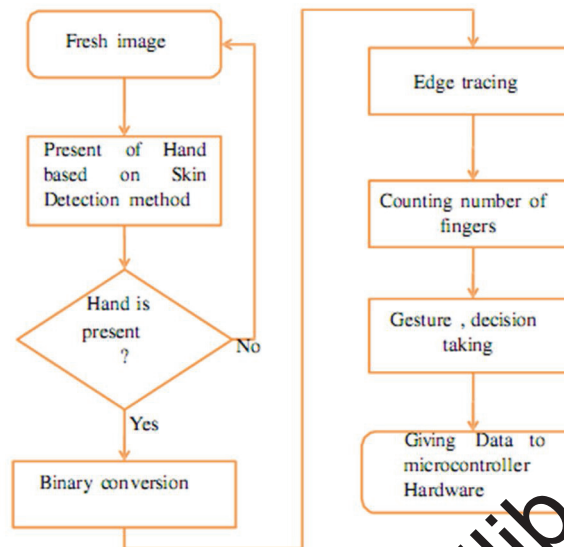 Fresh image
Present of Hand
based on Skin
Detection method
Hand is
present
?
No
Yes
Binary conversion
Edge tracing
Counting number of
fingers
Gesture , decision
taking
Giving Data to
microcontroller
Hardware